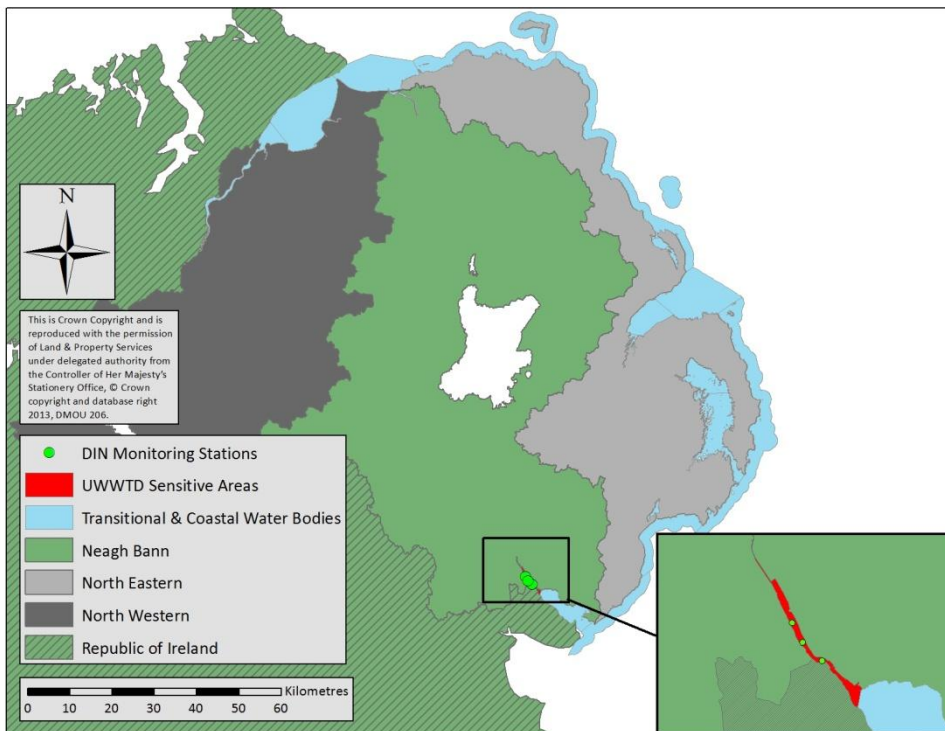 N
This is Crown Copyright and is
reproduced with the permission
of Land & Property Services
under delegated authority from
the Controller of Her Majesty's
Stationery Office, © Crown
copyright and database right
2013, DMOU 206.
DIN Monitoring Stations
UWWTD Sensitive Areas
Transitional & Coastal Water Bodies
Neagh Bann
North Eastern
North Western
Republic of Ireland
Kilometres
0 10 20 30 40 50 60